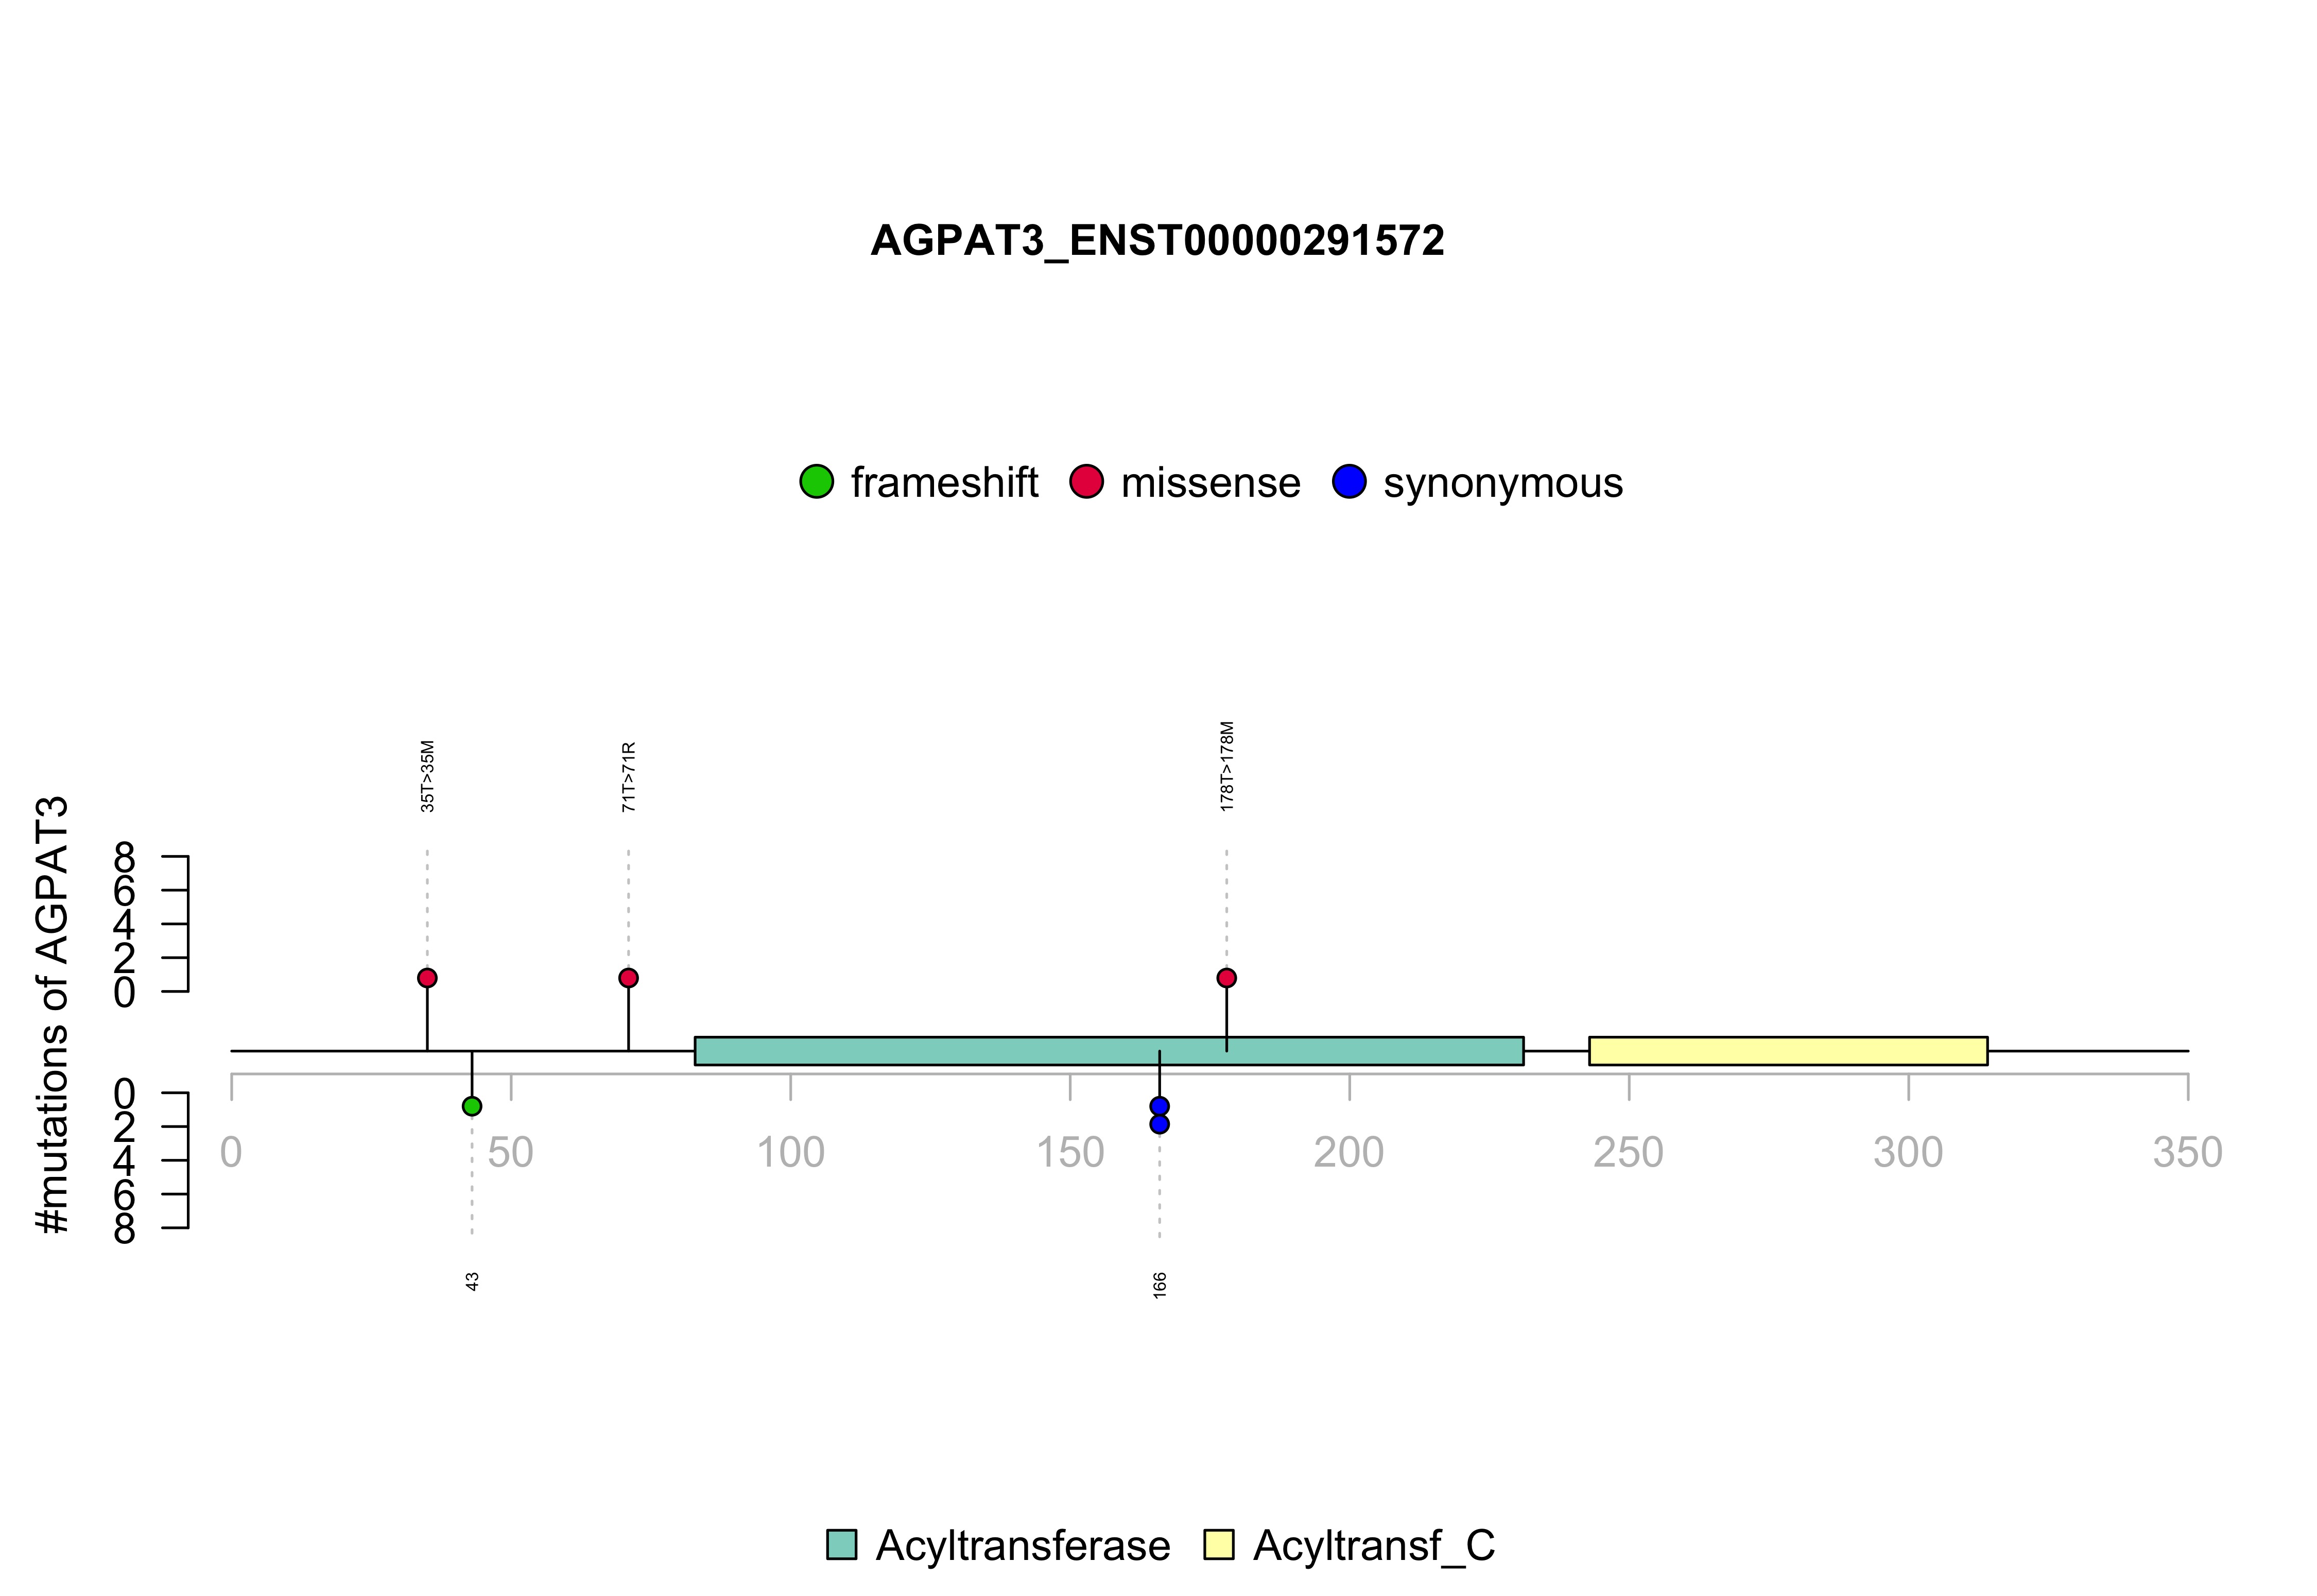 AGPAT3_ENST00000291572
frameshift missense synonymous
35T>35M 71T>71R 178T>178M
#mutations of AGPAT3
8
6
4
2
0
0
2
4
6
8
0 50 100 150 200 250 300 350
43 166
Acyltransferase Acyltransf_C